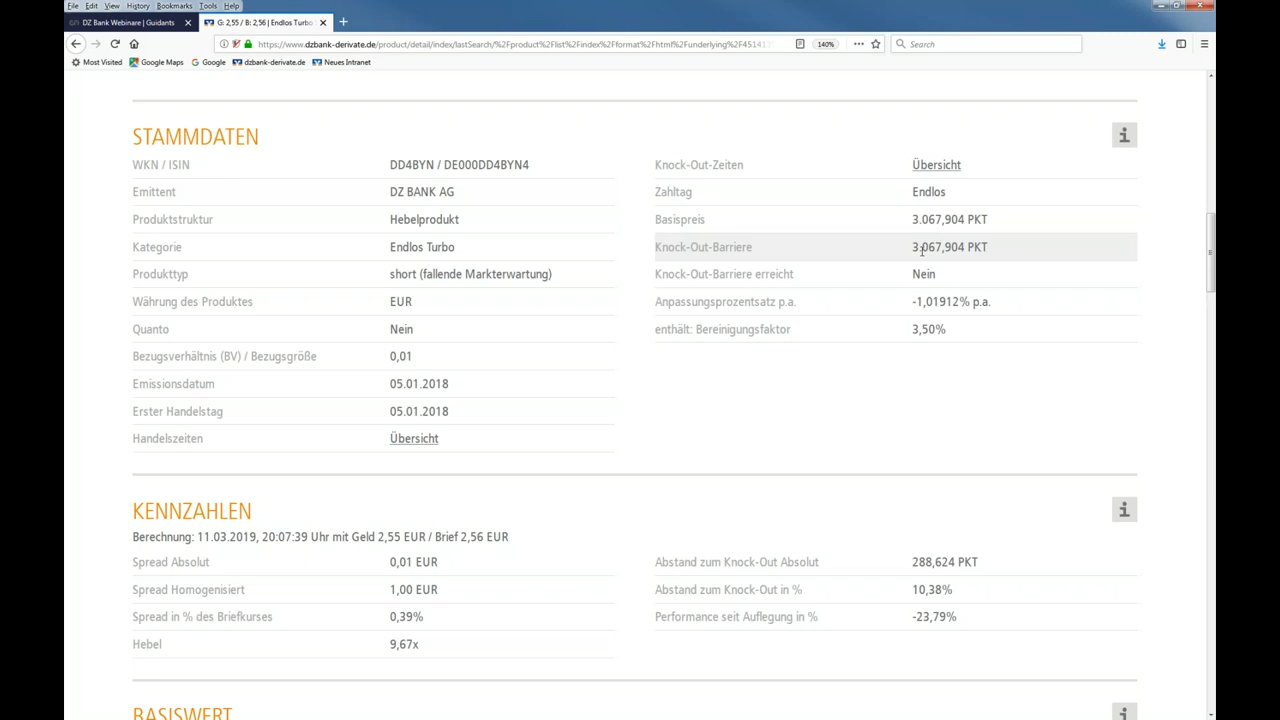 File Edit View History Bookmarks Tools Help
DZ Bank Webinare | Guidants
G: 2,55 / B: 2,56 | Endlos Turbo
https://www.dzbank-derivate.de/product/detail/index/lastSearch/%2Fproduct%2Flist%2Findex%2Fformat%2Fhtml%2Funderlying%2F451413
140%
Search
Most Visited Google Maps Google dzbank-derivate.de Neues Intranet
STAMMDATEN
WKN / ISIN DD4BYN / DE000DD4BYN4
Emittent DZ BANK AG
Produktstruktur Hebelprodukt
Kategorie Endlos Turbo
Produkttyp short (fallende Markterwartung)
Währung des Produktes EUR
Quanto Nein
Bezugsverhältnis (BV) / Bezugsgröße 0,01
Emissionsdatum 05.01.2018
Erster Handelstag 05.01.2018
Handelszeiten Übersicht
Knock-Out-Zeiten Übersicht
Zahltag Endlos
Basispreis 3.067,904 PKT
Knock-Out-Barriere 3.067,904 PKT
Knock-Out-Barriere erreicht Nein
Anpassungsprozentsatz p.a. -1,01912% p.a.
enthält: Bereinigungsfaktor 3,50%
KENNZAHLEN
Berechnung: 11.03.2019, 20:07:39 Uhr mit Geld 2,55 EUR / Brief 2,56 EUR
Spread Absolut 0,01 EUR
Spread Homogenisiert 1,00 EUR
Spread in % des Briefkurses 0,39%
Hebel 9,67x
Abstand zum Knock-Out Absolut 288,624 PKT
Abstand zum Knock-Out in % 10,38%
Performance seit Auflegung in % -23,79%
BASISWERT